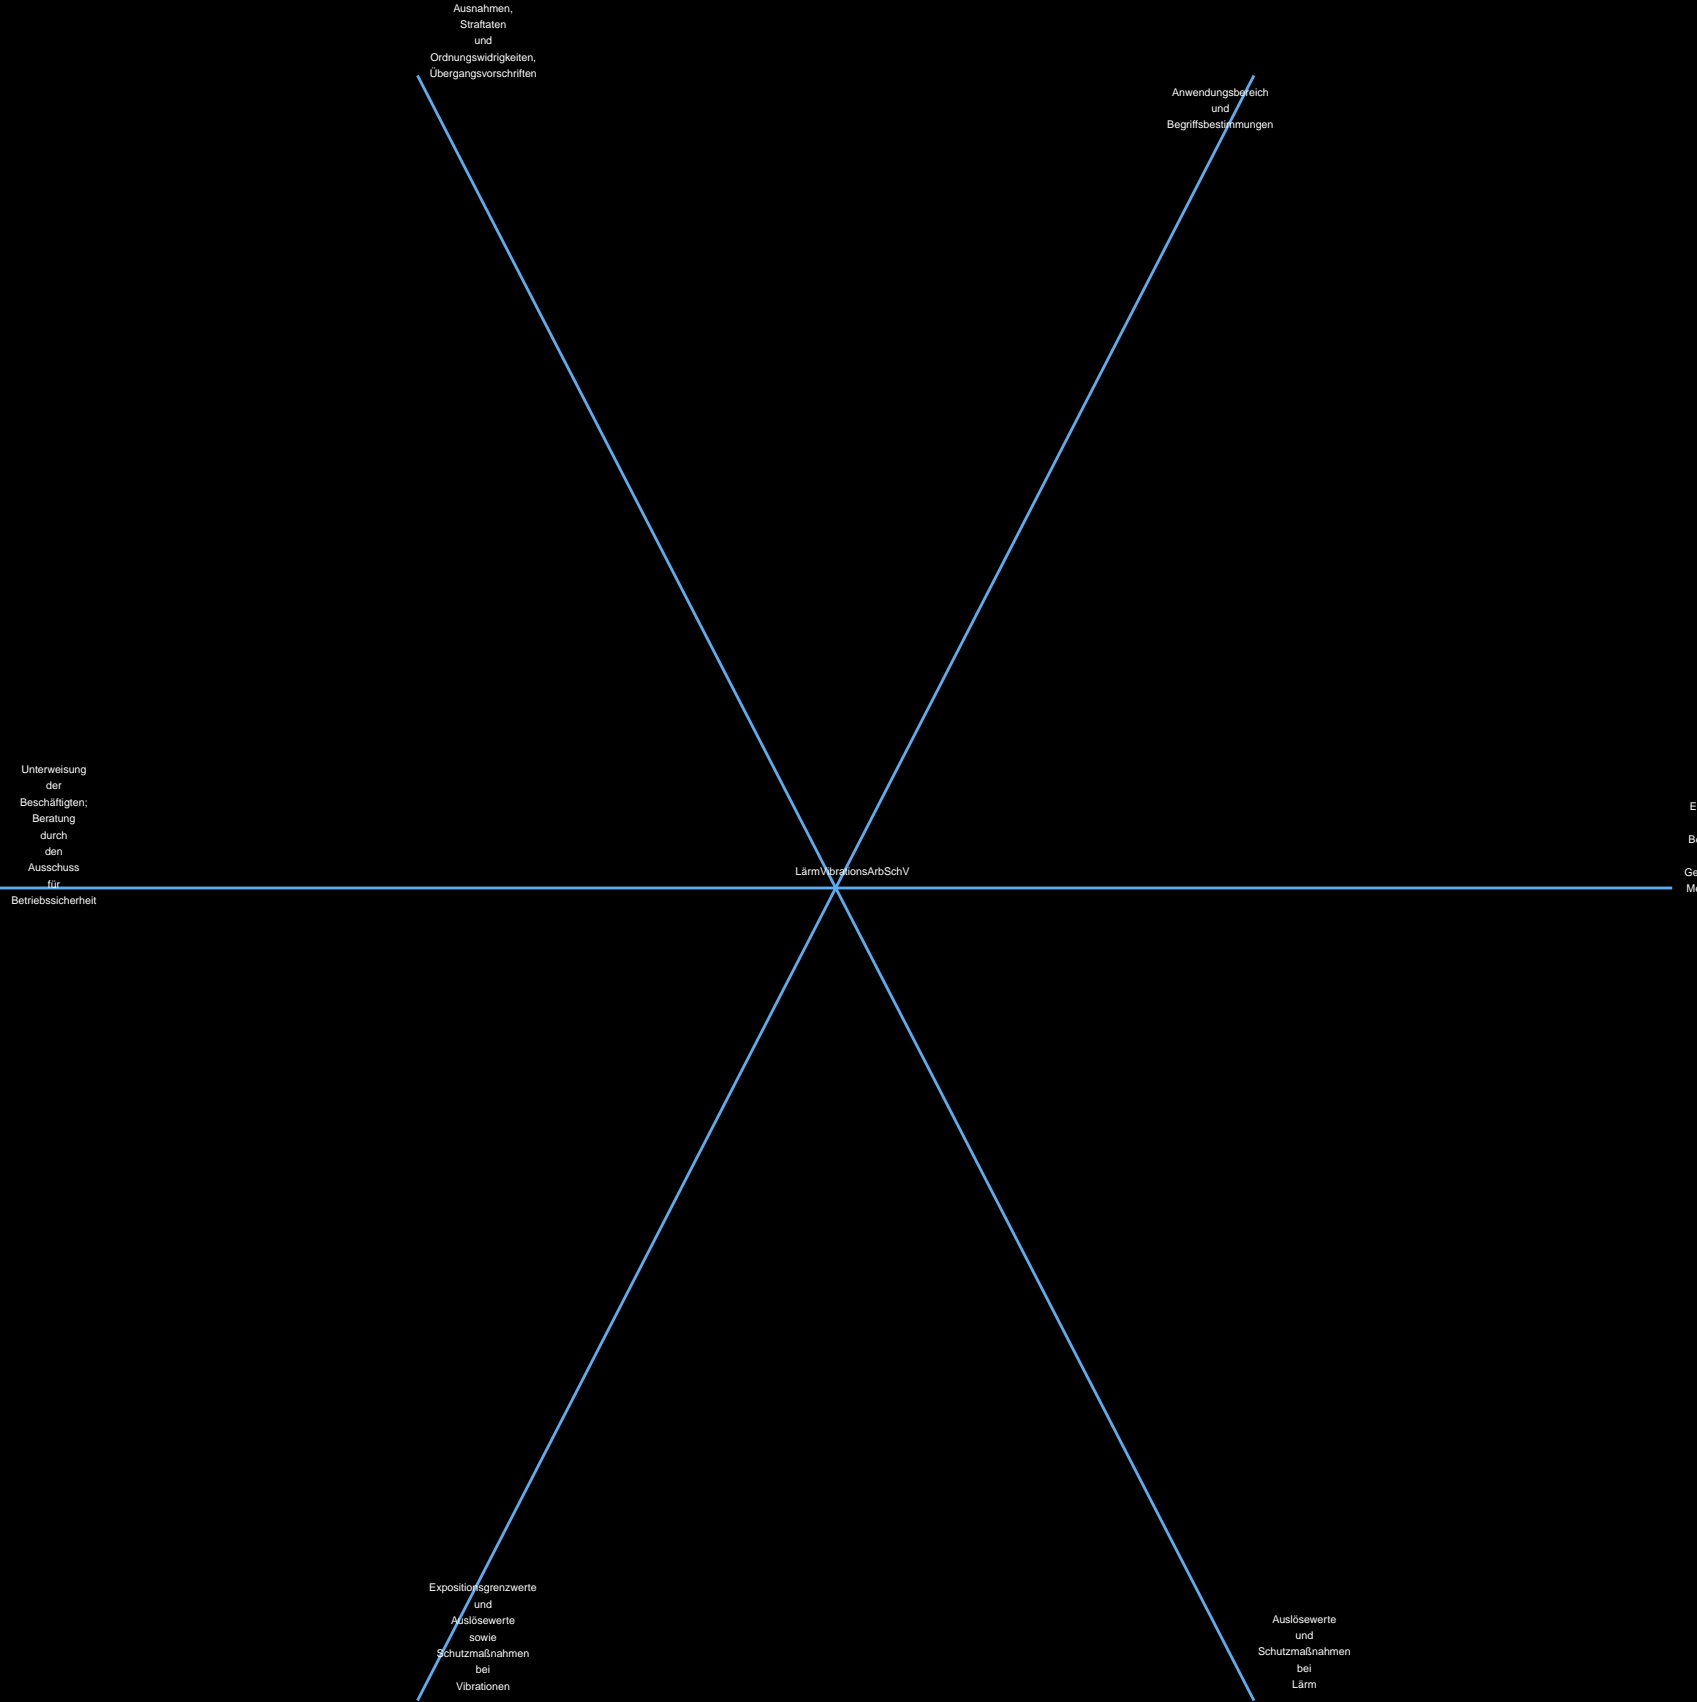 Ausnahmen,
Straftaten
und
Ordnungswidrigkeiten,
Übergangsvorschriften
Anwendungsbereich
und
Begriffsbestimmungen
Unterweisung
der
Beschäftigten;
Beratung
durch
den
Ausschuss
für
Betriebssicherheit
LärmVibrationsArbSchV
Expositionsgrenzwerte
und
Auslösewerte
sowie
Schutzmaßnahmen
bei
Vibrationen
Auslösewerte
und
Schutzmaßnahmen
bei
Lärm